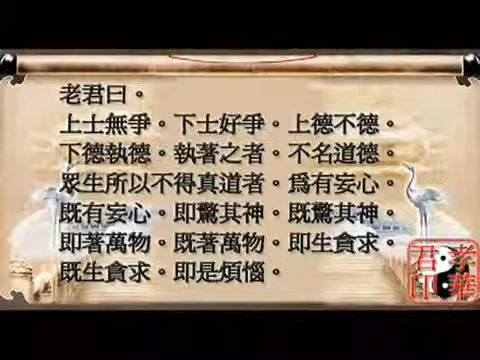 老君曰。
上士無爭。下士好爭。上德不德。
下德執德。執著之者。不名道德。
眾生所以不得真道者。為有妄心。
既有妄心。即驚其神。既驚其神。
即著萬物。既著萬物。即生貪求。
既生貪求。即是煩惱。